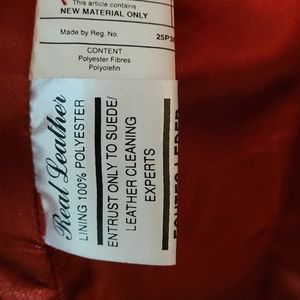 This article contains
NEW MATERIAL ONLY
Made by Reg. No.
CONTENT
Polyester Fibres
Polyolefin
Real Leather
LINING 100% POLYESTER
ENTRUST ONLY TO SUEDE/
LEATHER CLEANING
EXPERTS